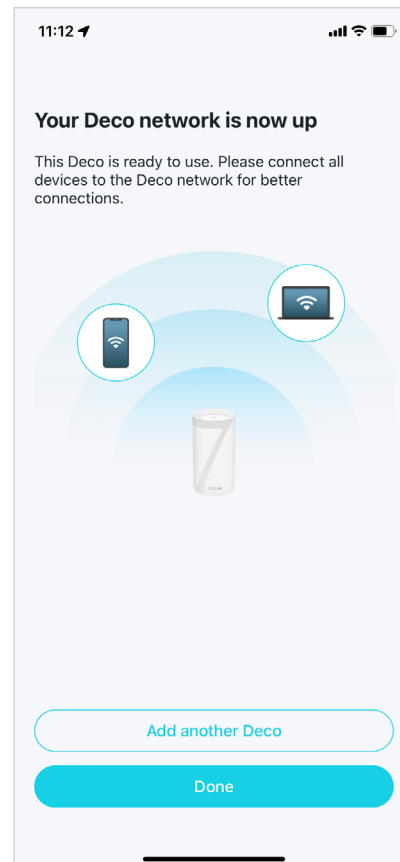 11:12
Your Deco network is now up
This Deco is ready to use. Please connect all
devices to the Deco network for better
connections.
Add another Deco
Done